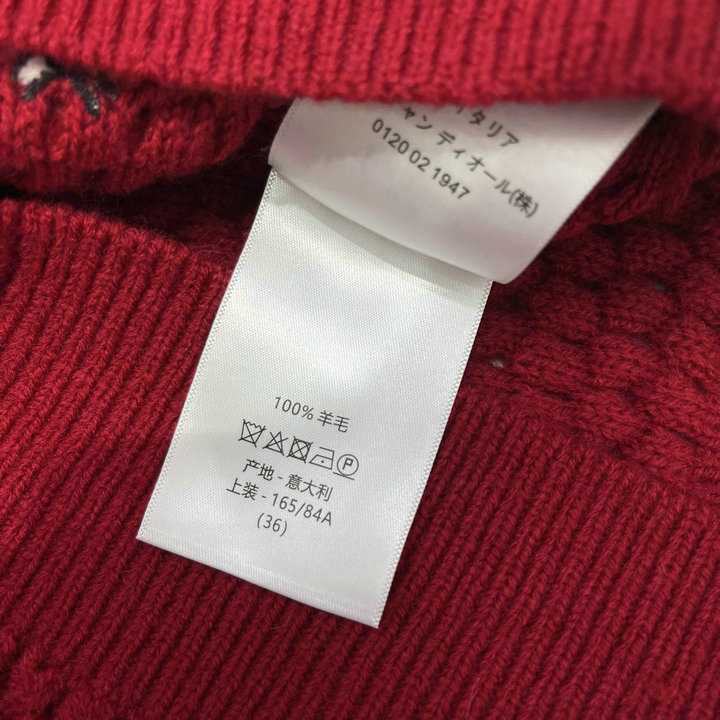 イタリア
ャン ディオール(株)
0120 02 1947
100% 羊毛
P
产地 - 意大利
上装 - 165/84A
(36)